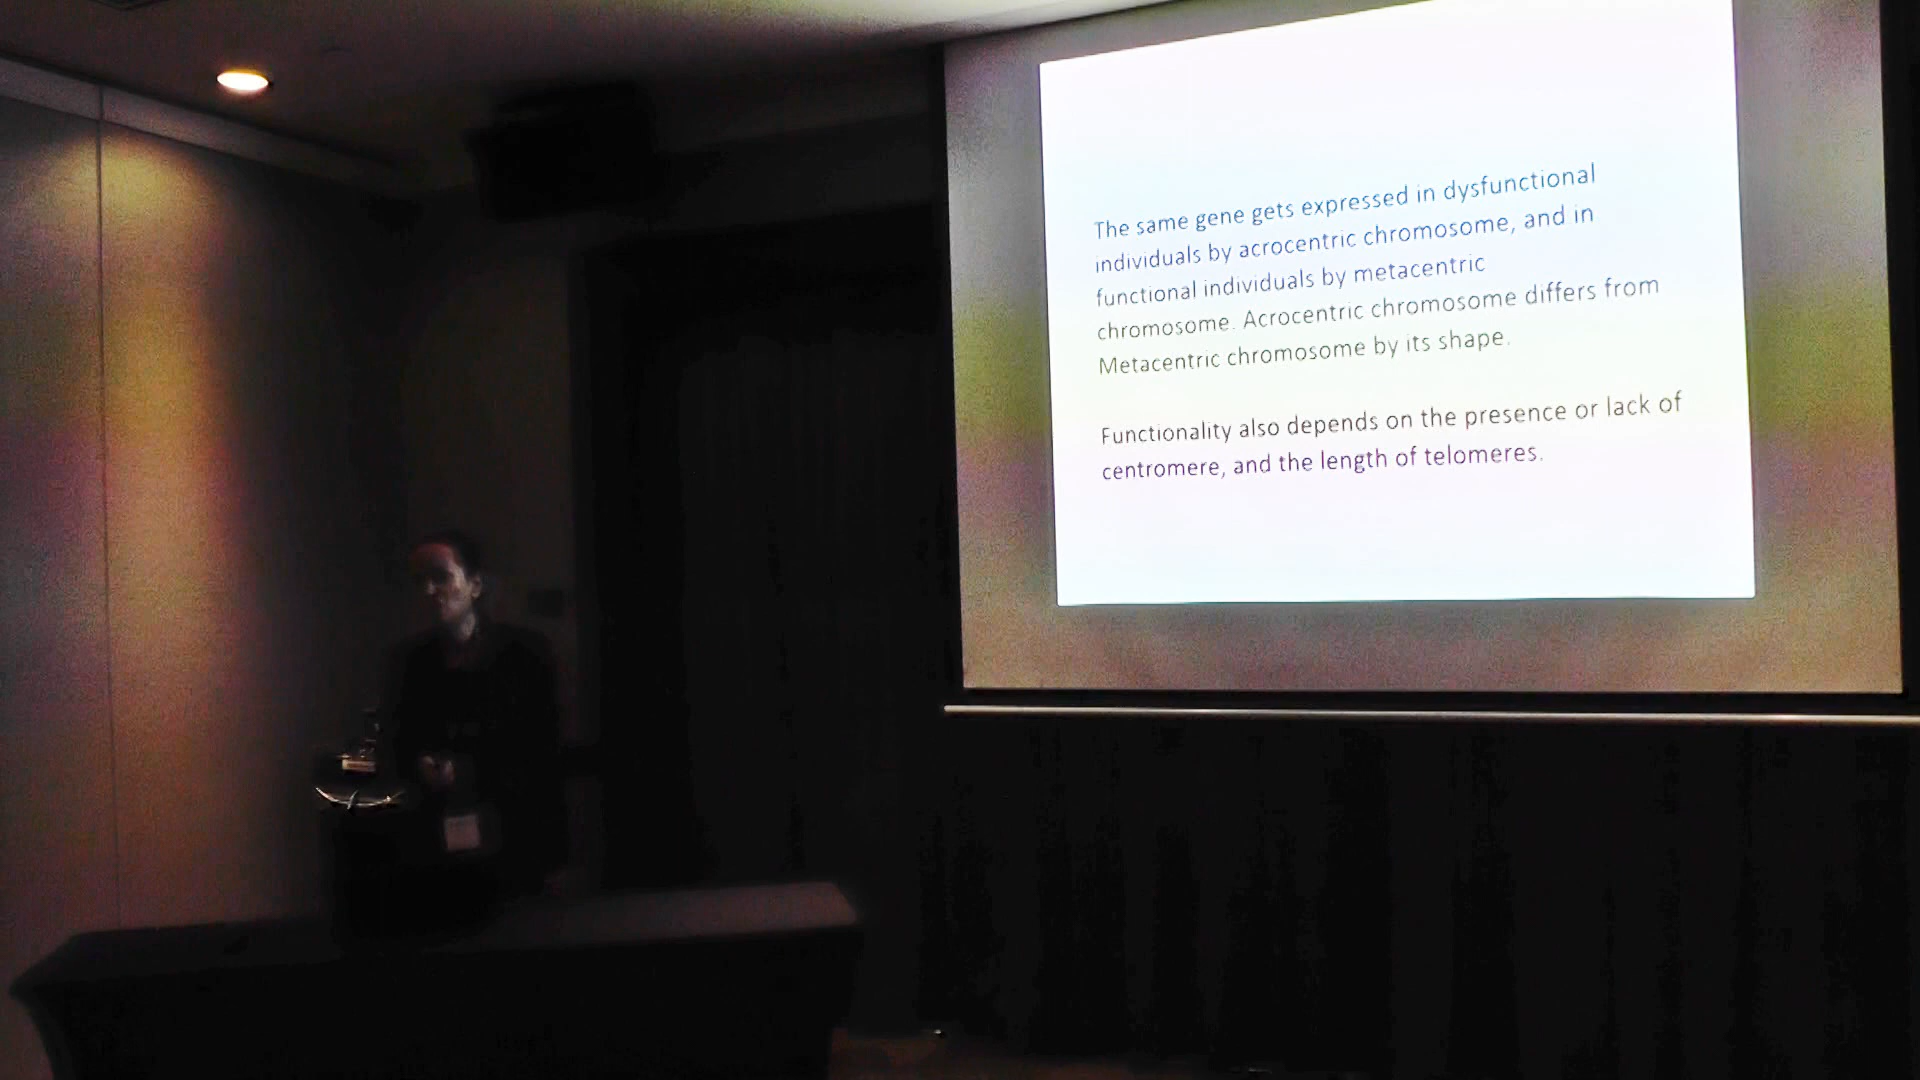 The same gene gets expressed in dysfunctional
individuals by acrocentric chromosome, and in
functional individuals by metacentric
chromosome. Acrocentric chromosome differs from
Metacentric chromosome by its shape.
Functionality also depends on the presence or lack of
centromere, and the length of telomeres.